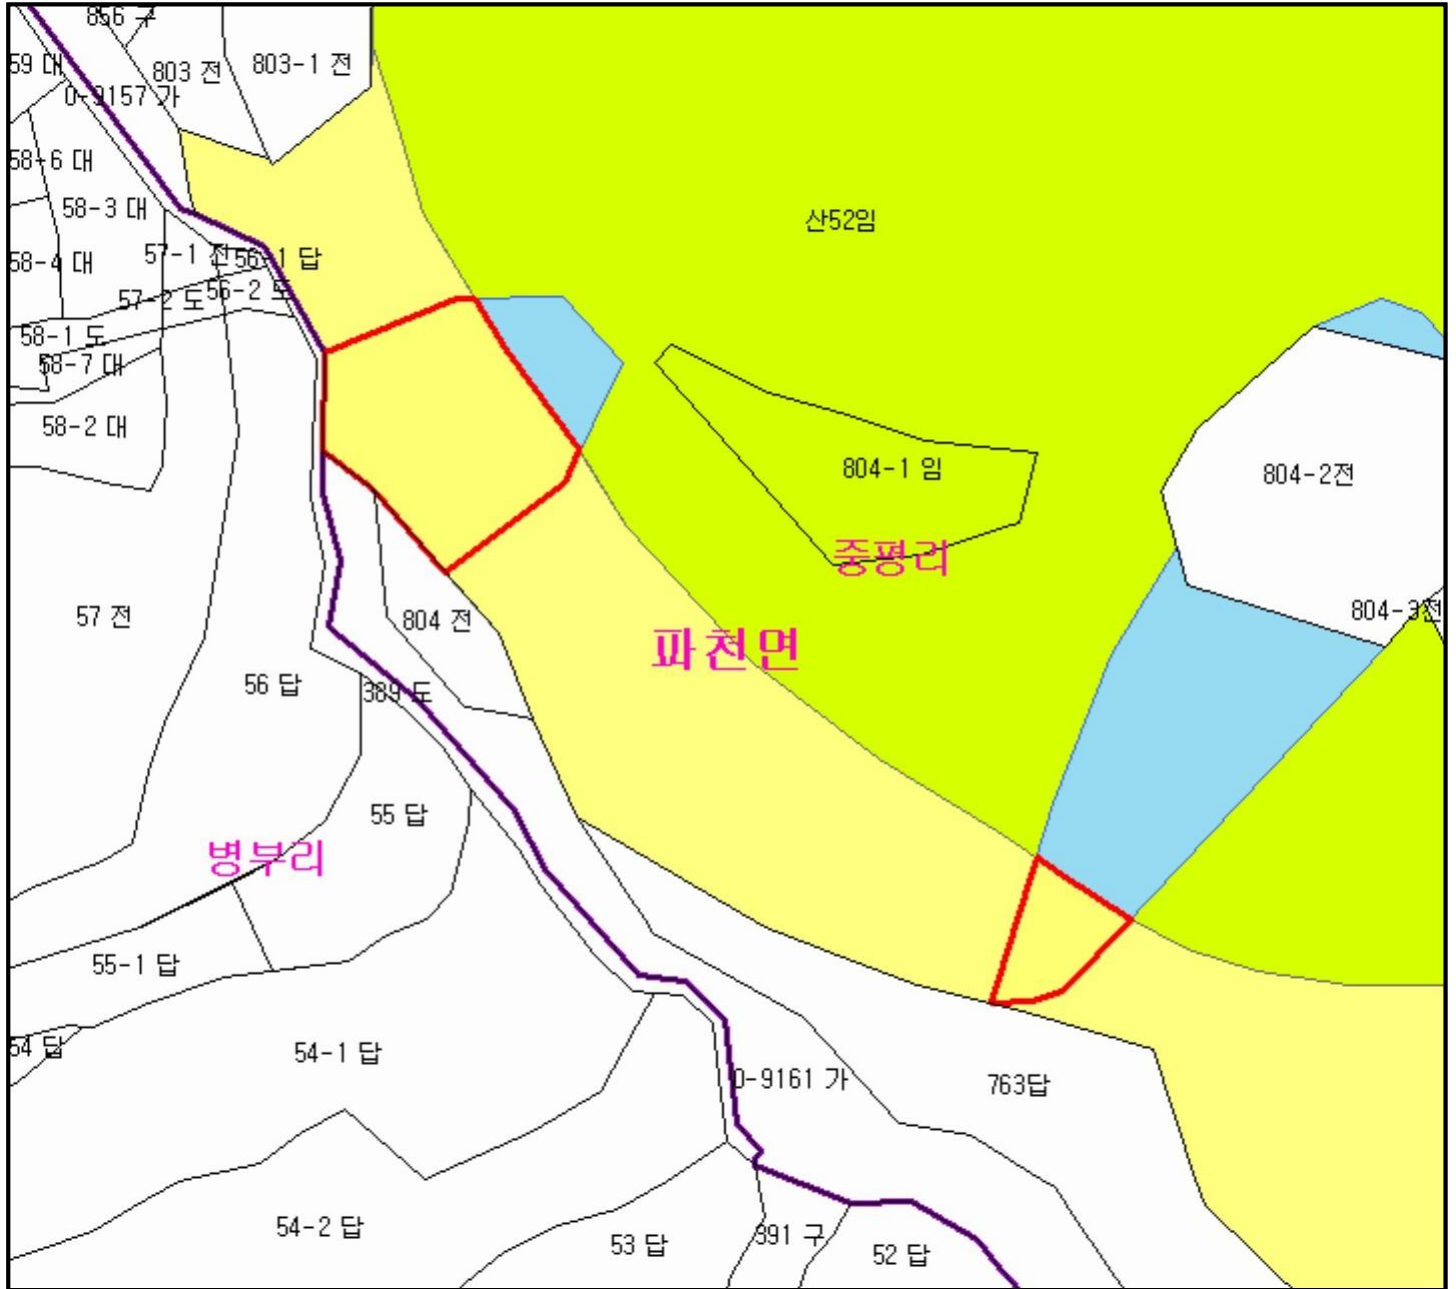 856 구
59 대
803 전
803-1 전
0-9157 가
58-6 대
58-3 대
산52임
57-1 전
56-1 답
58-4 대
57-2 도
56-2 도
58-1 도
58-7 대
58-2 대
804-1 임
804-2전
중평리
804-3전
57 전
804 전
파천면
56 답
389 도
55 답
병부리
55-1 답
54 답
54-1 답
0-9161 가
763답
54-2 답
53 답
391 구
52 답